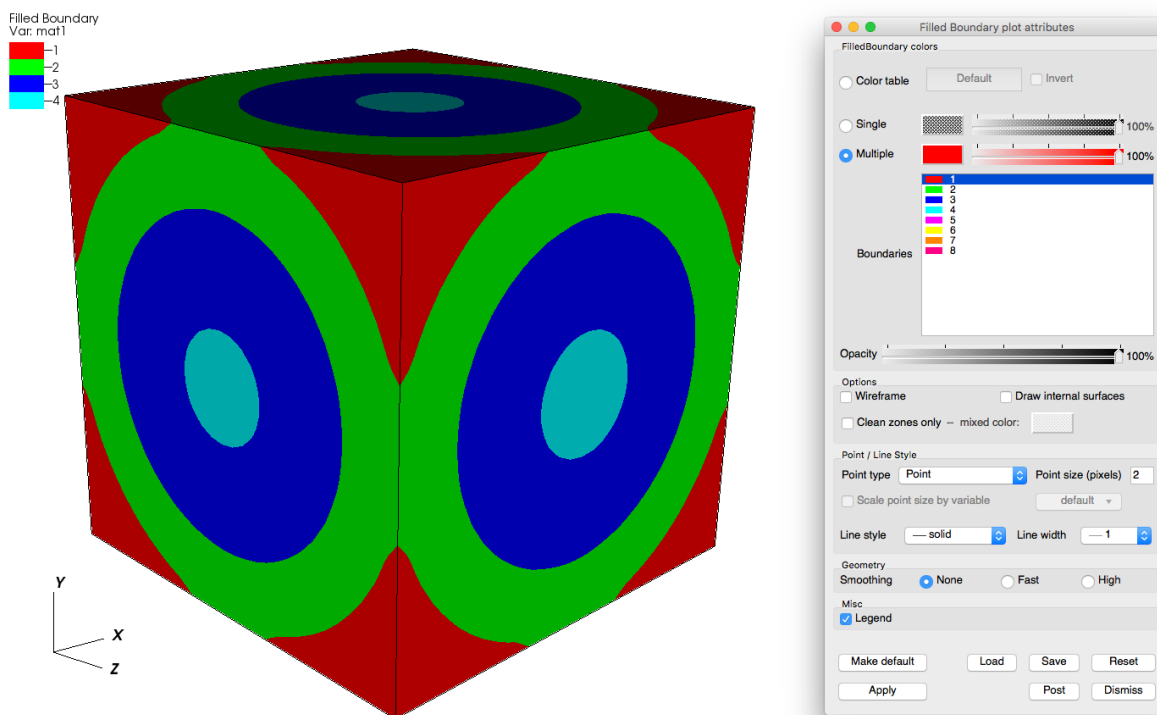 Filled Boundary
Var: mat1
1
2
3
4
Y
X
Z
Filled Boundary plot attributes
FilledBoundary colors
Color table Default Invert
Single 100%
Multiple 100%
1
2
3
4
5
6
7
8
Boundaries
Opacity 100%
Options
Wireframe Draw internal surfaces
Clean zones only -- mixed color:
Point / Line Style
Point type Point Point size (pixels) 2
Scale point size by variable default
Line style solid Line width 1
Geometry
Smoothing None Fast High
Misc
Legend
Make default Load Save Reset
Apply Post Dismiss